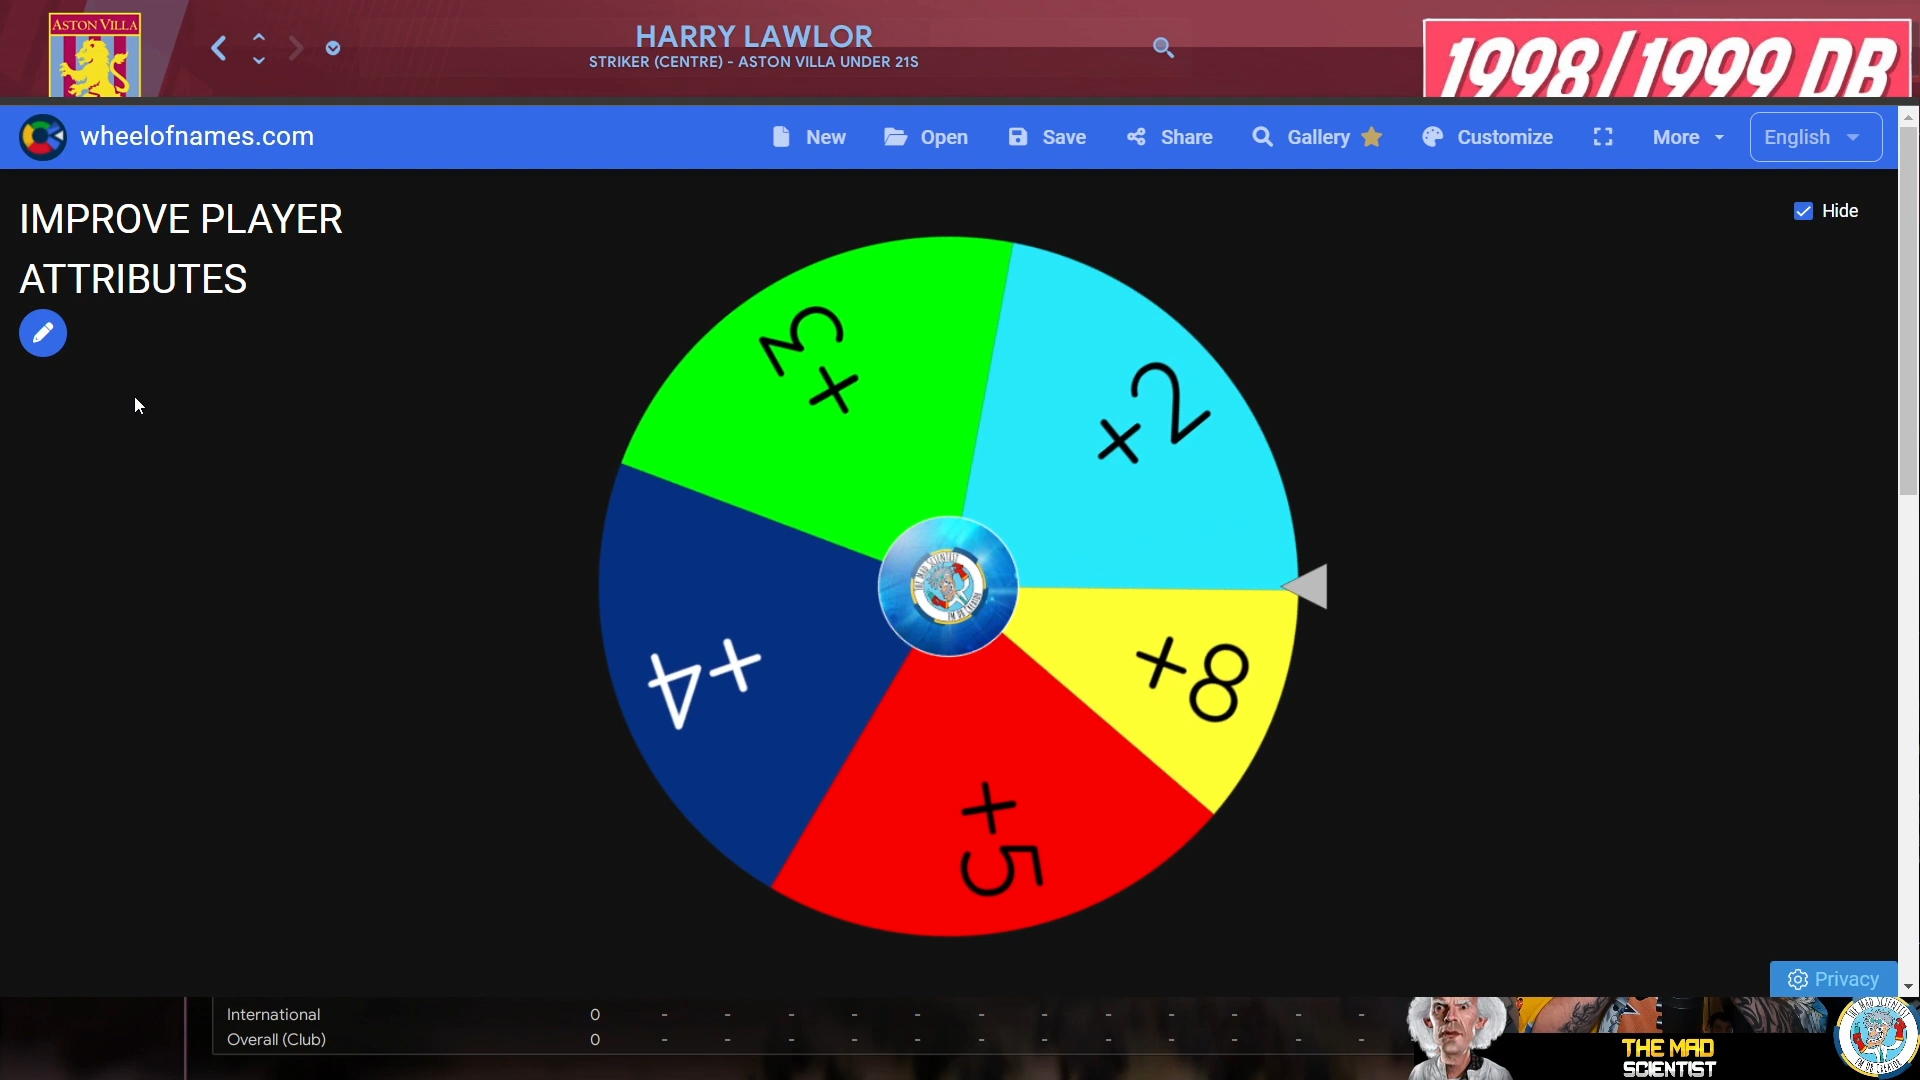 ASTON VILLA
HARRY LAWLOR
STRIKER (CENTRE) - ASTON VILLA UNDER 21S
1998/1999 DB
wheelofnames.com
New
Open
Save
Share
Gallery
Customize
More
English
IMPROVE PLAYER
ATTRIBUTES
Hide
+3
+2
+8
+4
+5
Privacy
International 0 - - - - - - - - - - - -
Overall (Club) 0 - - - - - - - - - - - -
THE MAD
SCIENTIST